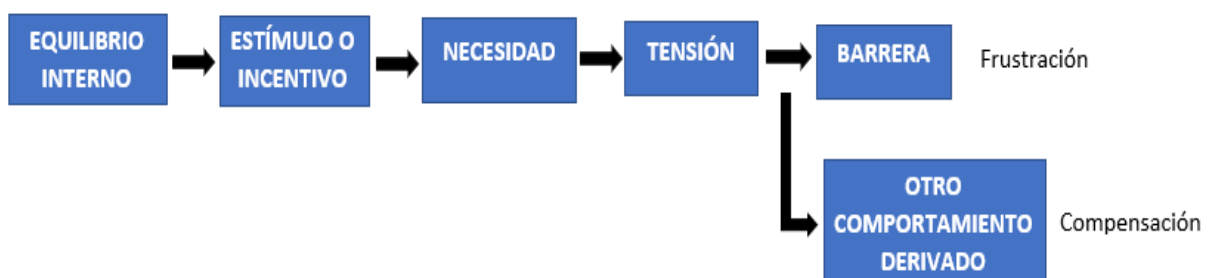 EQUILIBRIO
INTERNO
ESTÍMULO O
INCENTIVO
NECESIDAD
TENSIÓN
BARRERA
Frustración
OTRO
COMPORTAMIENTO
DERIVADO
Compensación